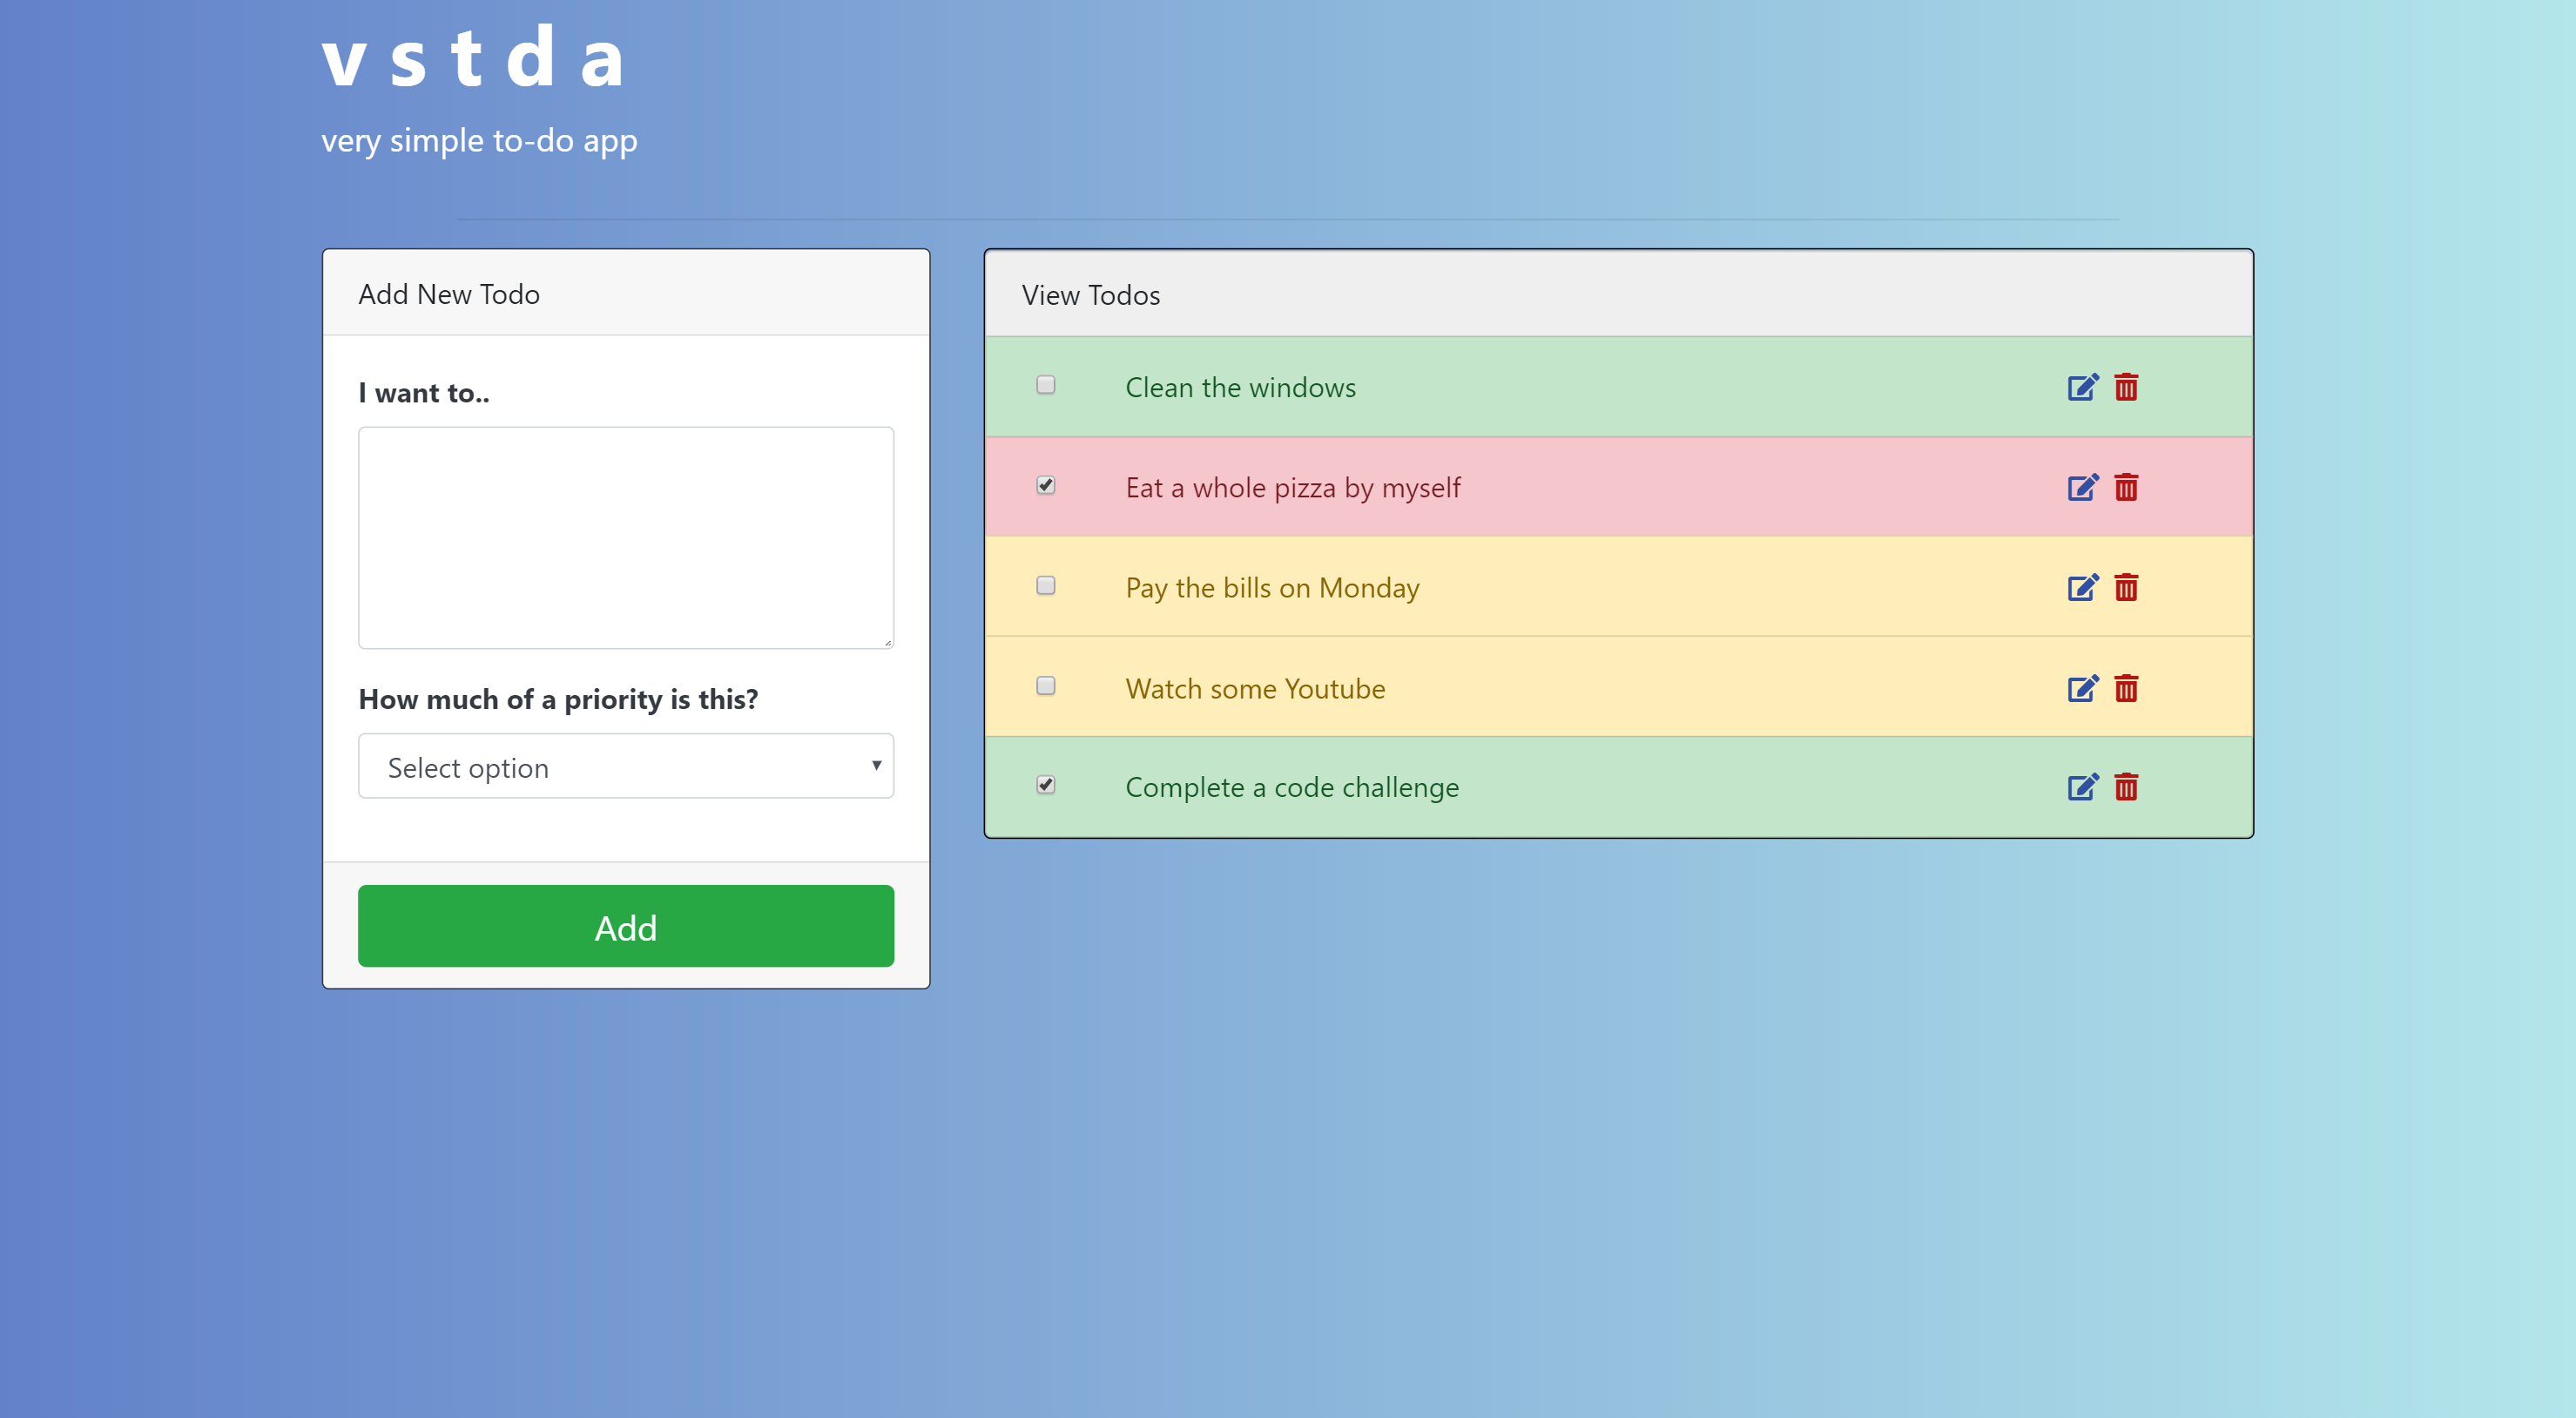 v s t d a
very simple to-do app
Add New Todo
I want to..
How much of a priority is this?
Select option
Add
View Todos
Clean the windows
Eat a whole pizza by myself
Pay the bills on Monday
Watch some Youtube
Complete a code challenge